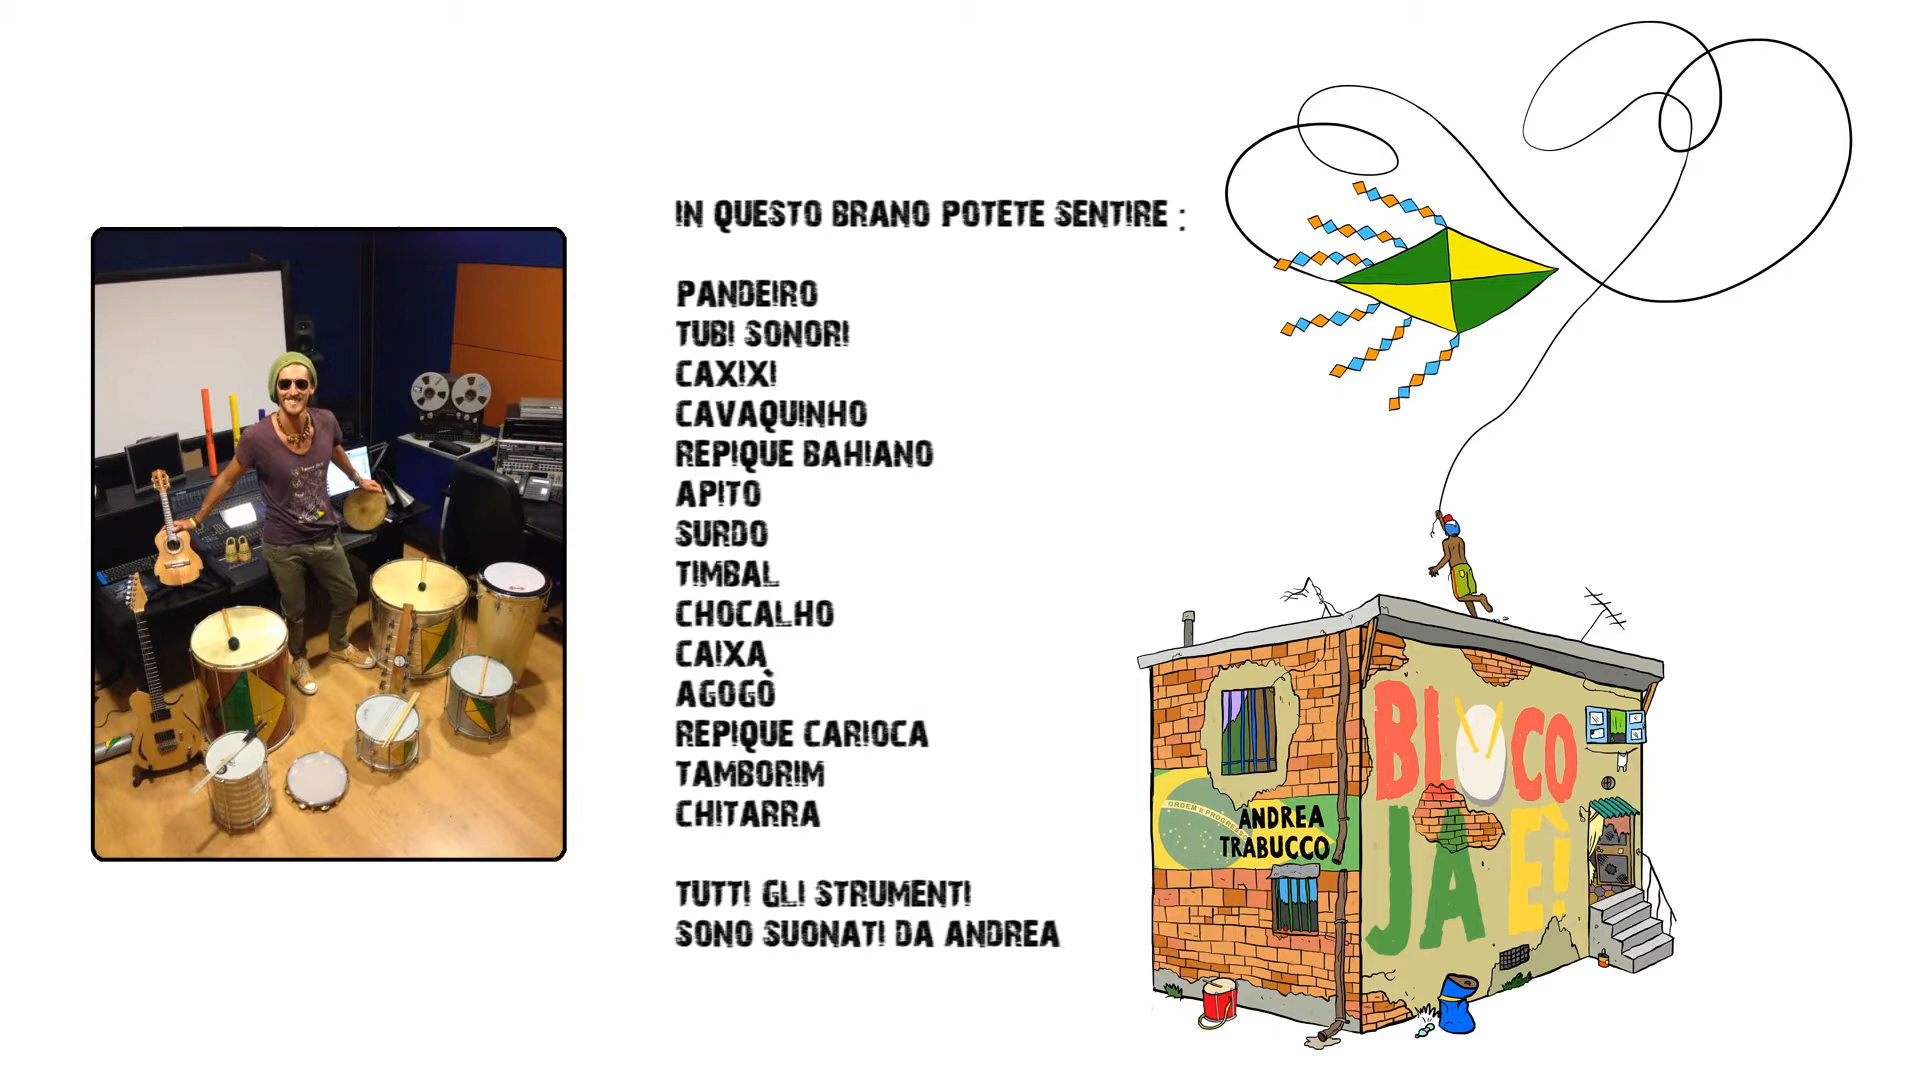 IN QUESTO BRANO POTETE SENTIRE :
PANDEIRO
TUBI SONORI
CAXIXI
CAVAQUINHO
REPIQUE BAHIANO
APITO
SURDO
TIMBAL
CHOCALHO
CAIXA
AGOGÒ
REPIQUE CARIOCA
TAMBORIM
CHITARRA
TUTTI GLI STRUMENTI
SONO SUONATI DA ANDREA
ORDEM E PROGRESSO
ANDREA
TRABUCCO
BLOCO
JA È!